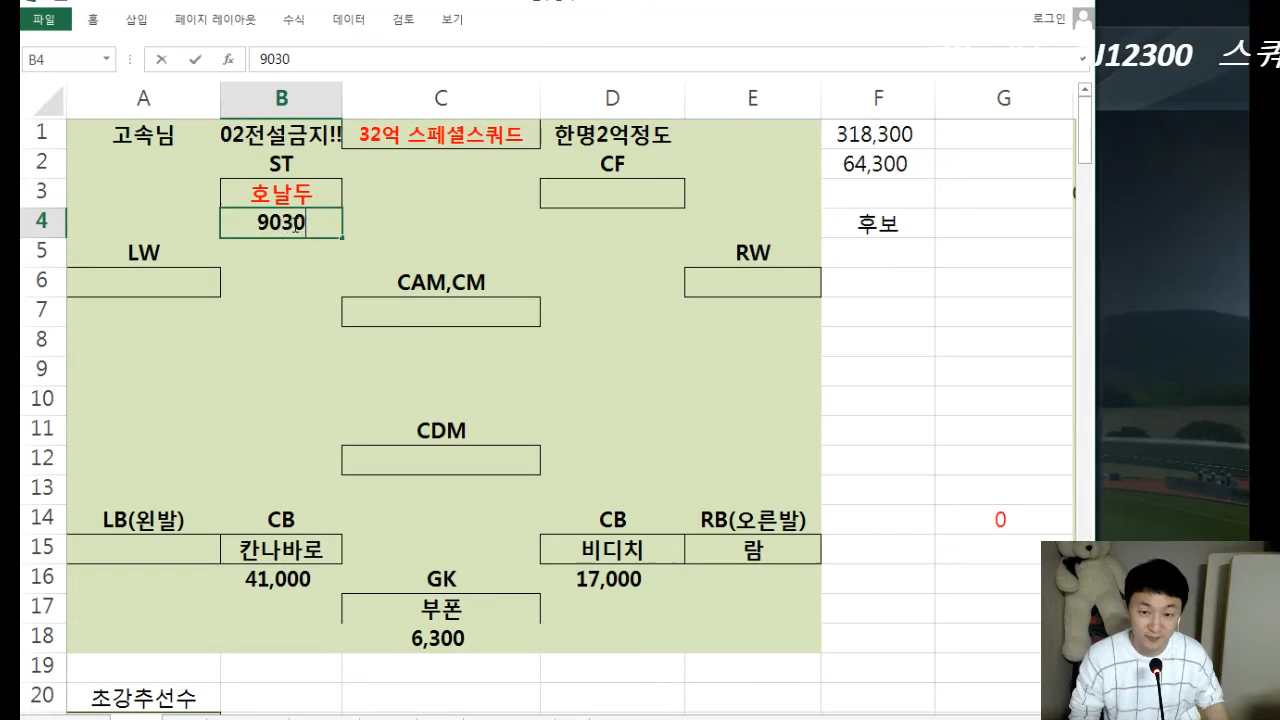 파일 홈 삽입 페이지 레이아웃 수식 데이터 검토 보기 로그인
J12300 스쿼
B4 fx 9030
A B C D E F G
1 고속님 02전설금지!! 32억 스페셜스쿼드 한명2억정도 318,300
2 ST CF 64,300
3 호날두
4 9030 후보
5 LW RW
6 CAM,CM
7
8
9
10
11 CDM
12
13
14 LB(왼발) CB CB RB(오른발) 0
15 칸나바로 비디치 람
16 41,000 GK 17,000
17 부폰
18 6,300
19
20 초강추선수